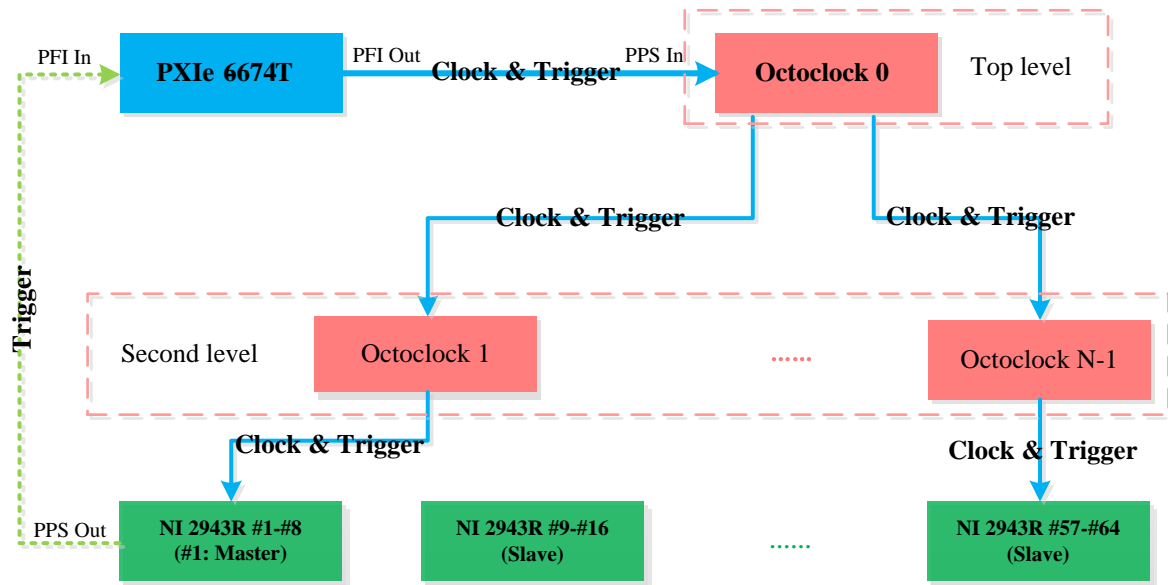 PFI In
PXIe 6674T
PFI Out
Clock & Trigger
PPS In
Octoclock 0
Top level
Clock & Trigger
Clock & Trigger
Trigger
Second level
Octoclock 1
......
Octoclock N-1
Clock & Trigger
Clock & Trigger
PPS Out
NI 2943R #1-#8
(#1: Master)
NI 2943R #9-#16
(Slave)
......
NI 2943R #57-#64
(Slave)